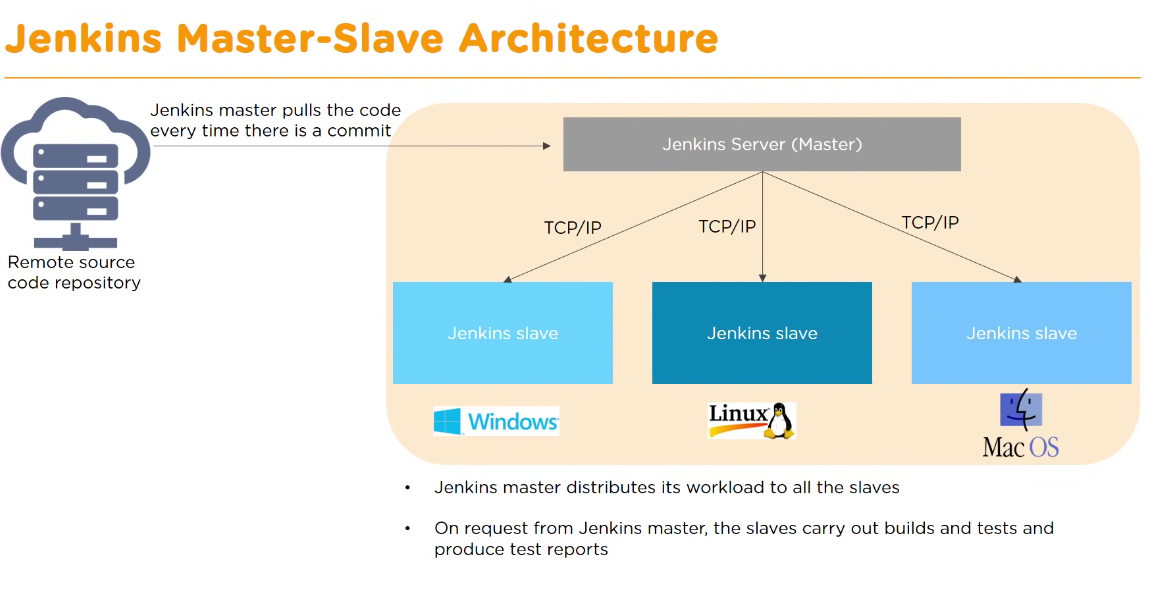 Jenkins Master-Slave Architecture
Jenkins master pulls the code
every time there is a commit
Jenkins Server (Master)
TCP/IP
TCP/IP
TCP/IP
Remote source
code repository
Jenkins slave
Jenkins slave
Jenkins slave
Windows
Linux
Mac OS
• Jenkins master distributes its workload to all the slaves
• On request from Jenkins master, the slaves carry out builds and tests and
produce test reports